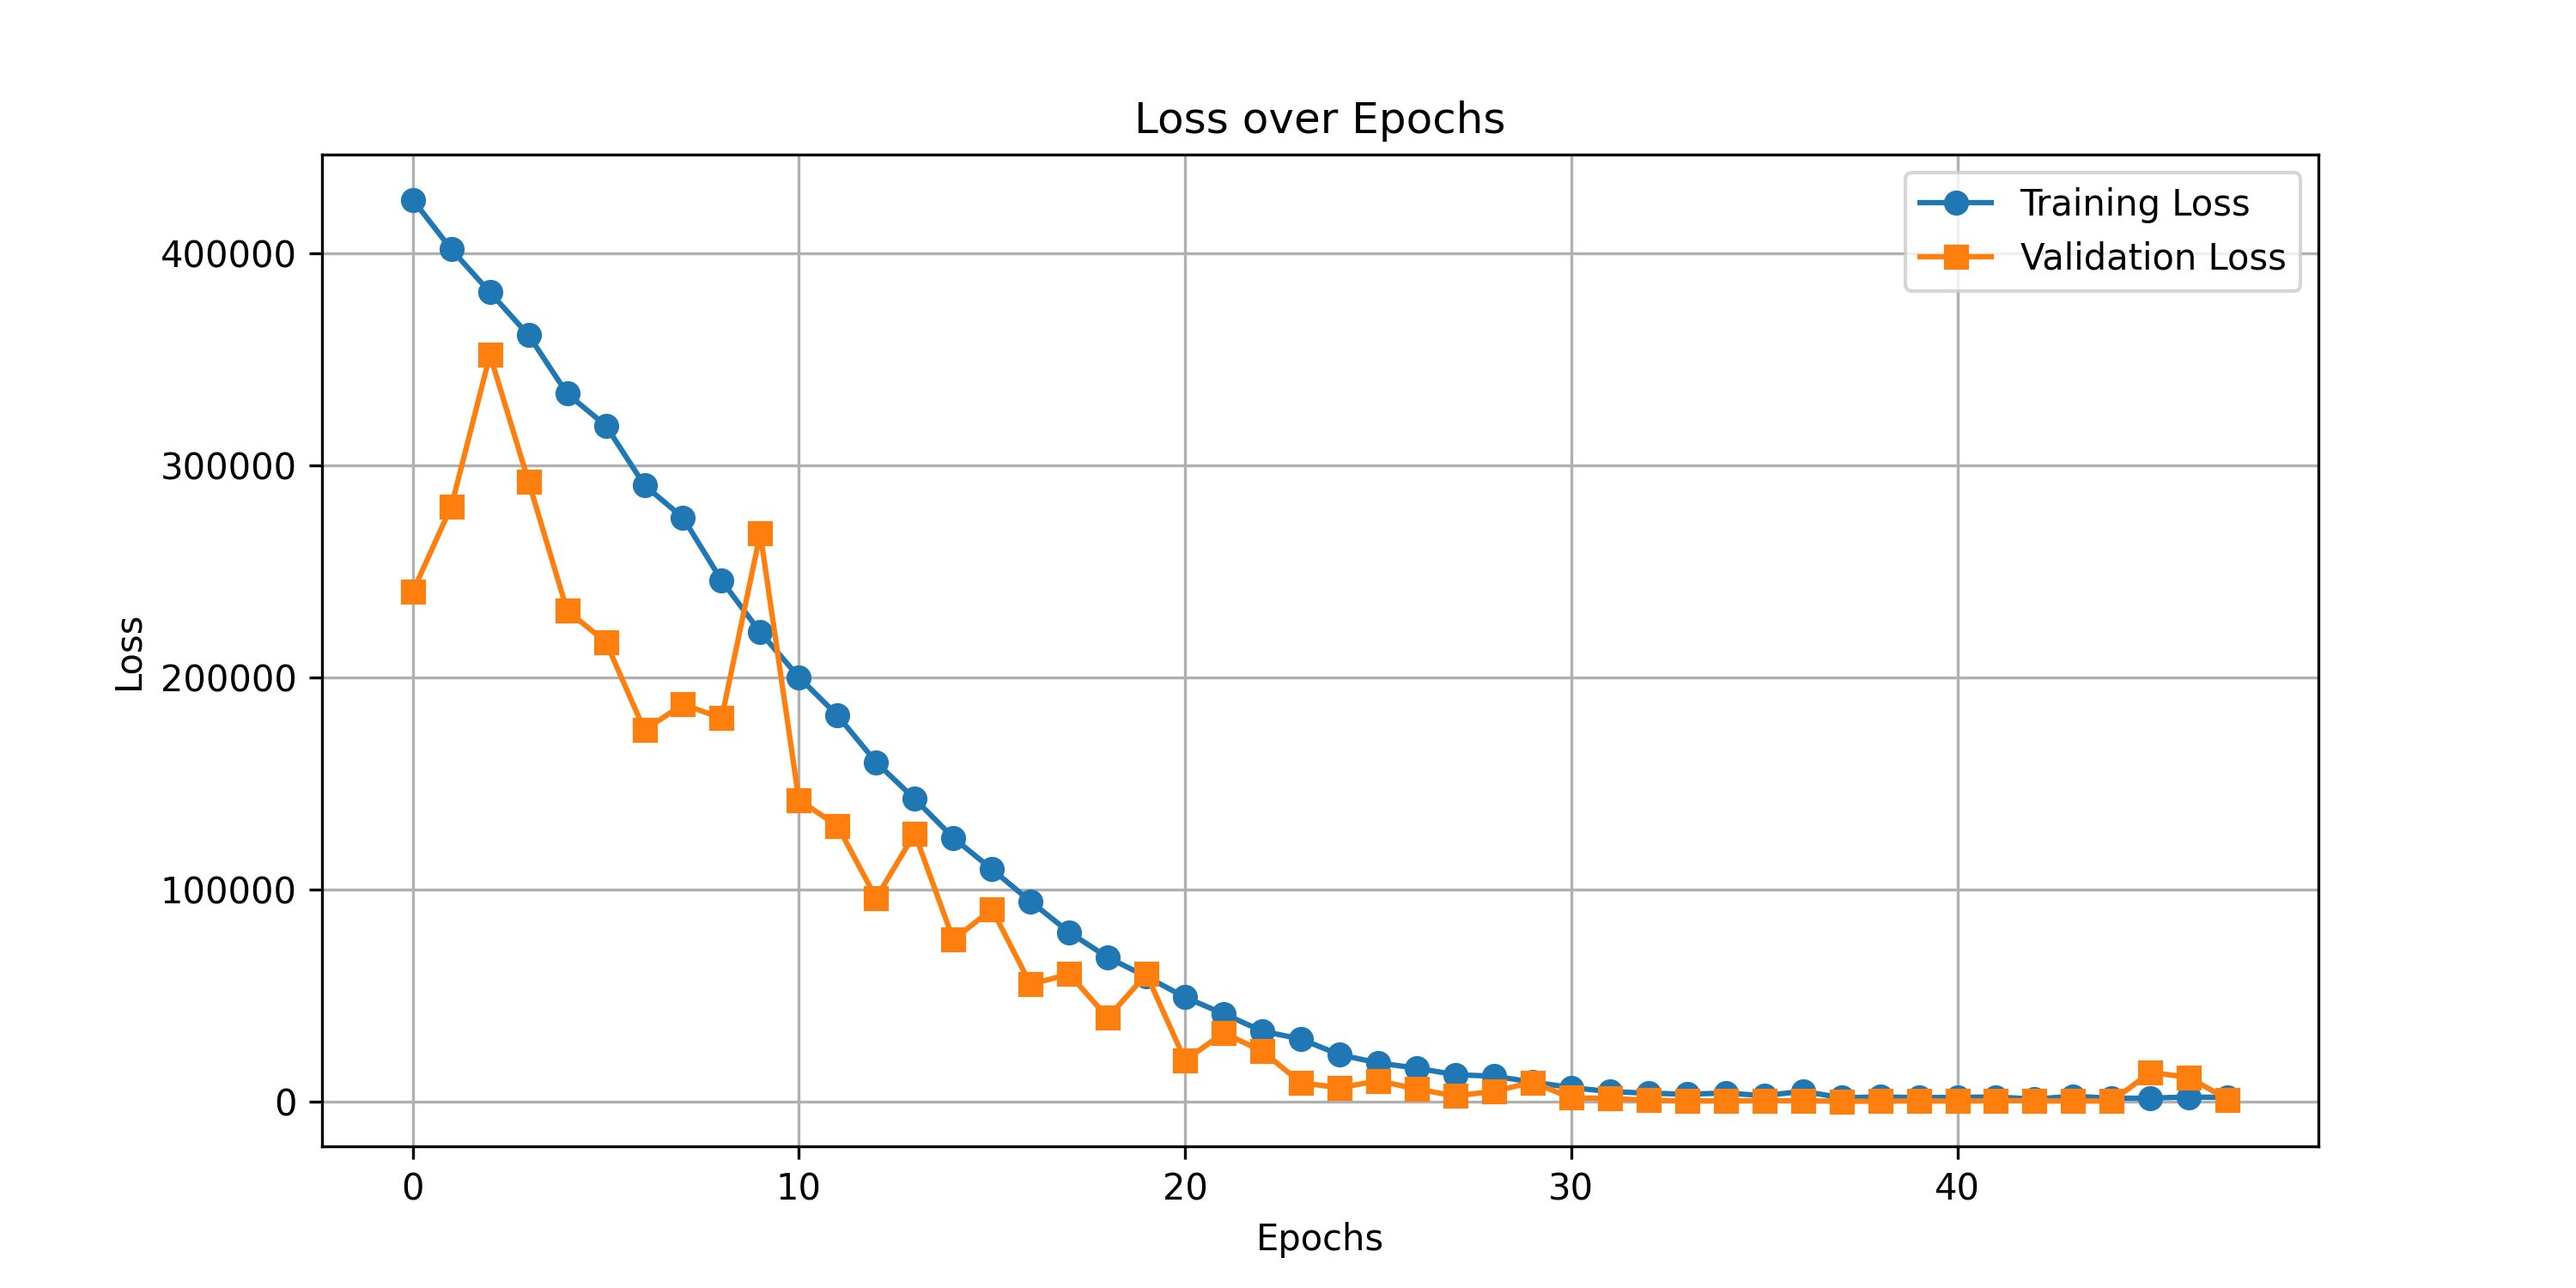 Loss over Epochs
Training Loss
Validation Loss
400000
300000
200000
100000
0
Loss
0 10 20 30 40
Epochs